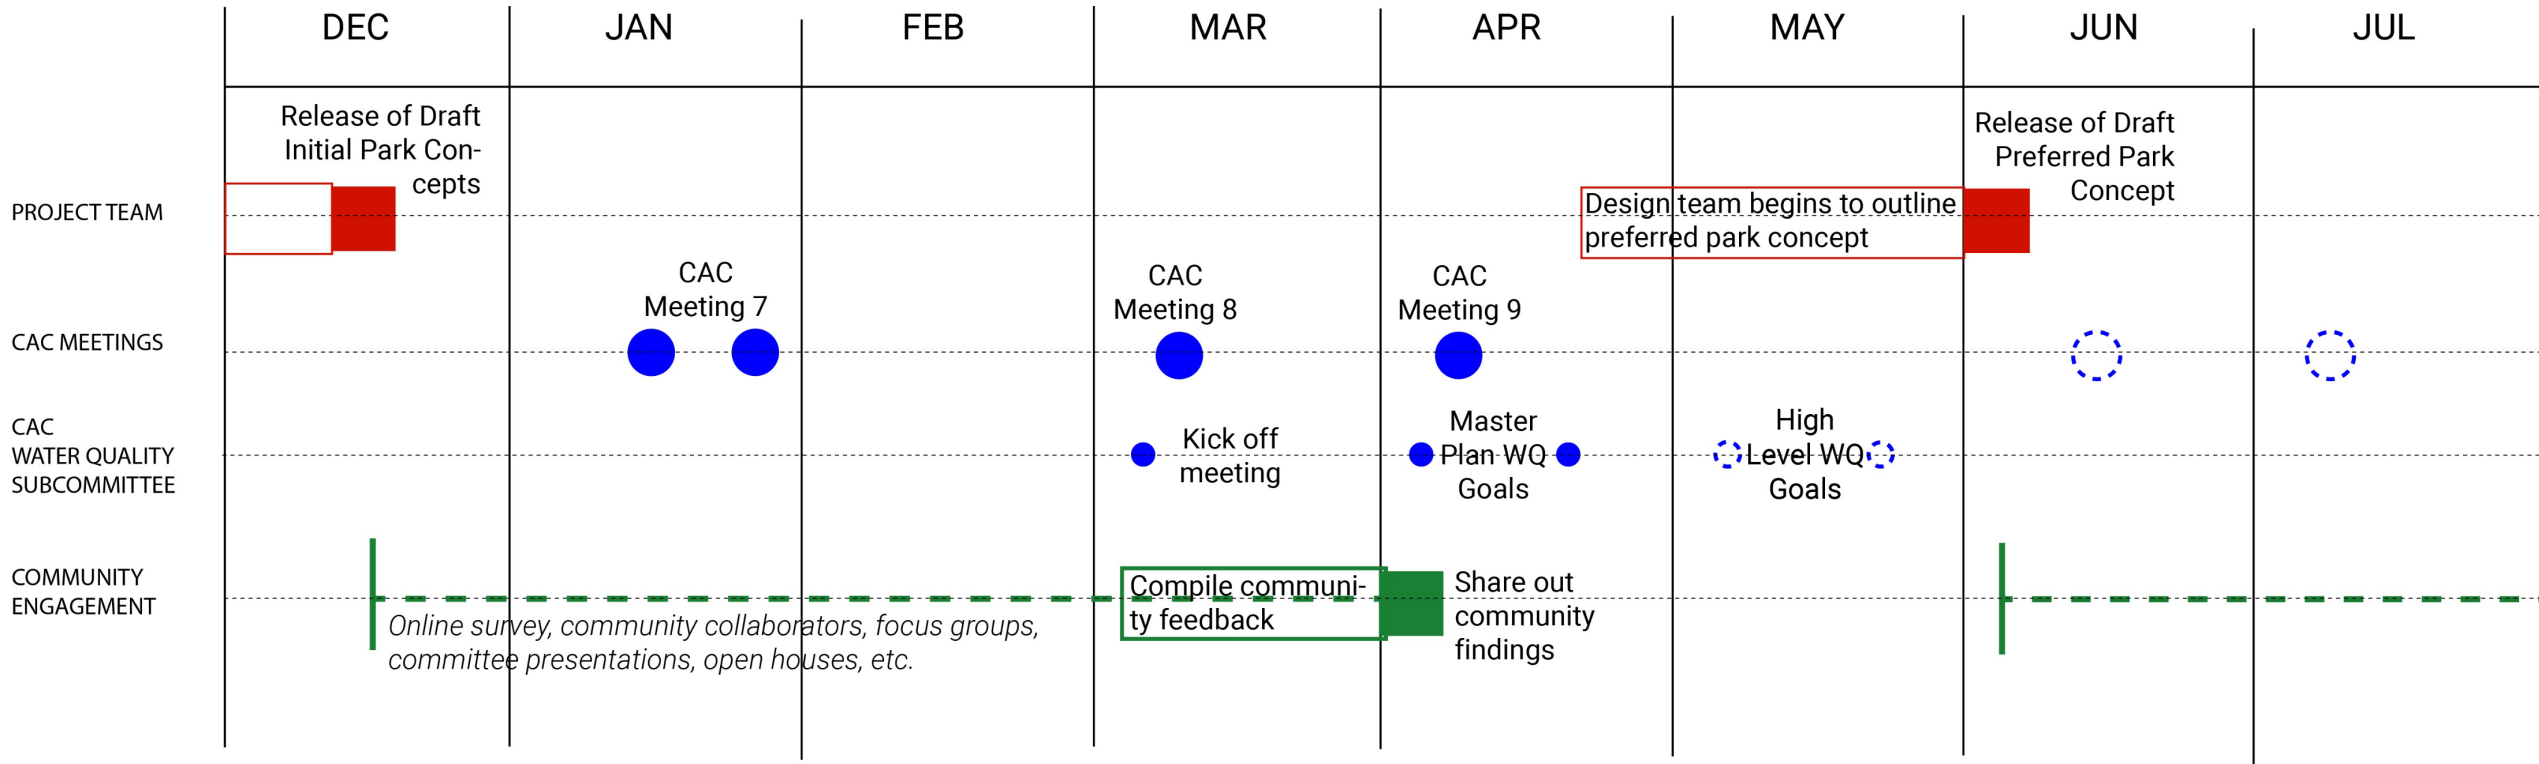 DEC JAN FEB MAR APR MAY JUN JUL
Release of Draft
Initial Park Con-
cepts
Release of Draft
Preferred Park
Concept
PROJECT TEAM
Design team begins to outline
preferred park concept
CAC
Meeting 7
CAC
Meeting 8
CAC
Meeting 9
CAC MEETINGS
CAC
WATER QUALITY
SUBCOMMITTEE
Kick off
meeting
Master
Plan WQ
Goals
High
Level WQ
Goals
COMMUNITY
ENGAGEMENT
Online survey, community collaborators, focus groups,
committee presentations, open houses, etc.
Compile communi-
ty feedback
Share out
community
findings